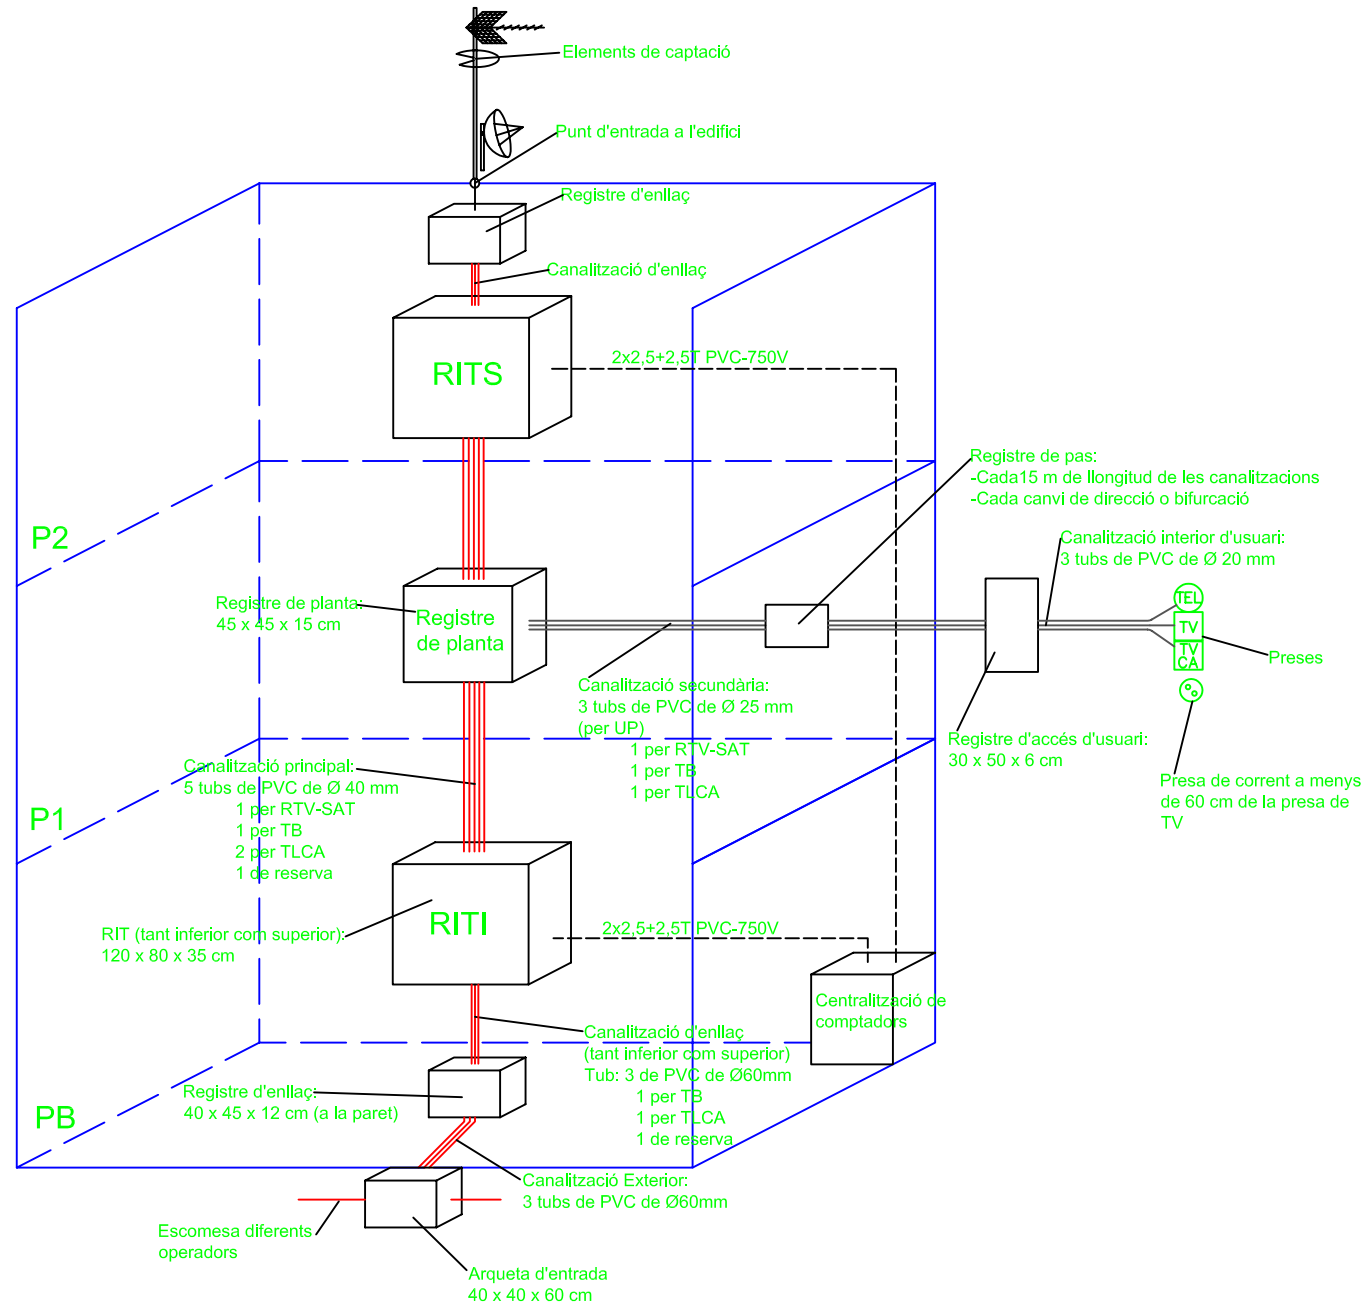 Elements de captació
Punt d'entrada a l'edifici
Registre d'enllaç
Canalització d'enllaç
RITS
2x2,5+2,5T PVC-750V
Registre de pas:
-Cada15 m de llongitud de les canalitzacions
-Cada canvi de direcció o bifurcació
P2
Canalització interior d'usuari:
3 tubs de PVC de Ø 20 mm
Registre de planta:
45 x 45 x 15 cm
Registre
de planta
TEL
TV
TV
CA
Preses
Canalització secundària:
3 tubs de PVC de Ø 25 mm
(per UP)
1 per RTV-SAT
1 per TB
1 per TLCA
Registre d'accés d'usuari:
30 x 50 x 6 cm
Presa de corrent a menys
de 60 cm de la presa de
TV
Canalització principal:
5 tubs de PVC de Ø 40 mm
1 per RTV-SAT
1 per TB
2 per TLCA
1 de reserva
P1
RITI
2x2,5+2,5T PVC-750V
RIT (tant inferior com superior):
120 x 80 x 35 cm
Centralització de
comptadors
Canalització d'enllaç
(tant inferior com superior)
Tub: 3 de PVC de Ø60mm
1 per TB
1 per TLCA
1 de reserva
Registre d'enllaç:
40 x 45 x 12 cm (a la paret)
PB
Canalització Exterior:
3 tubs de PVC de Ø60mm
Escomesa diferents
operadors
Arqueta d'entrada
40 x 40 x 60 cm